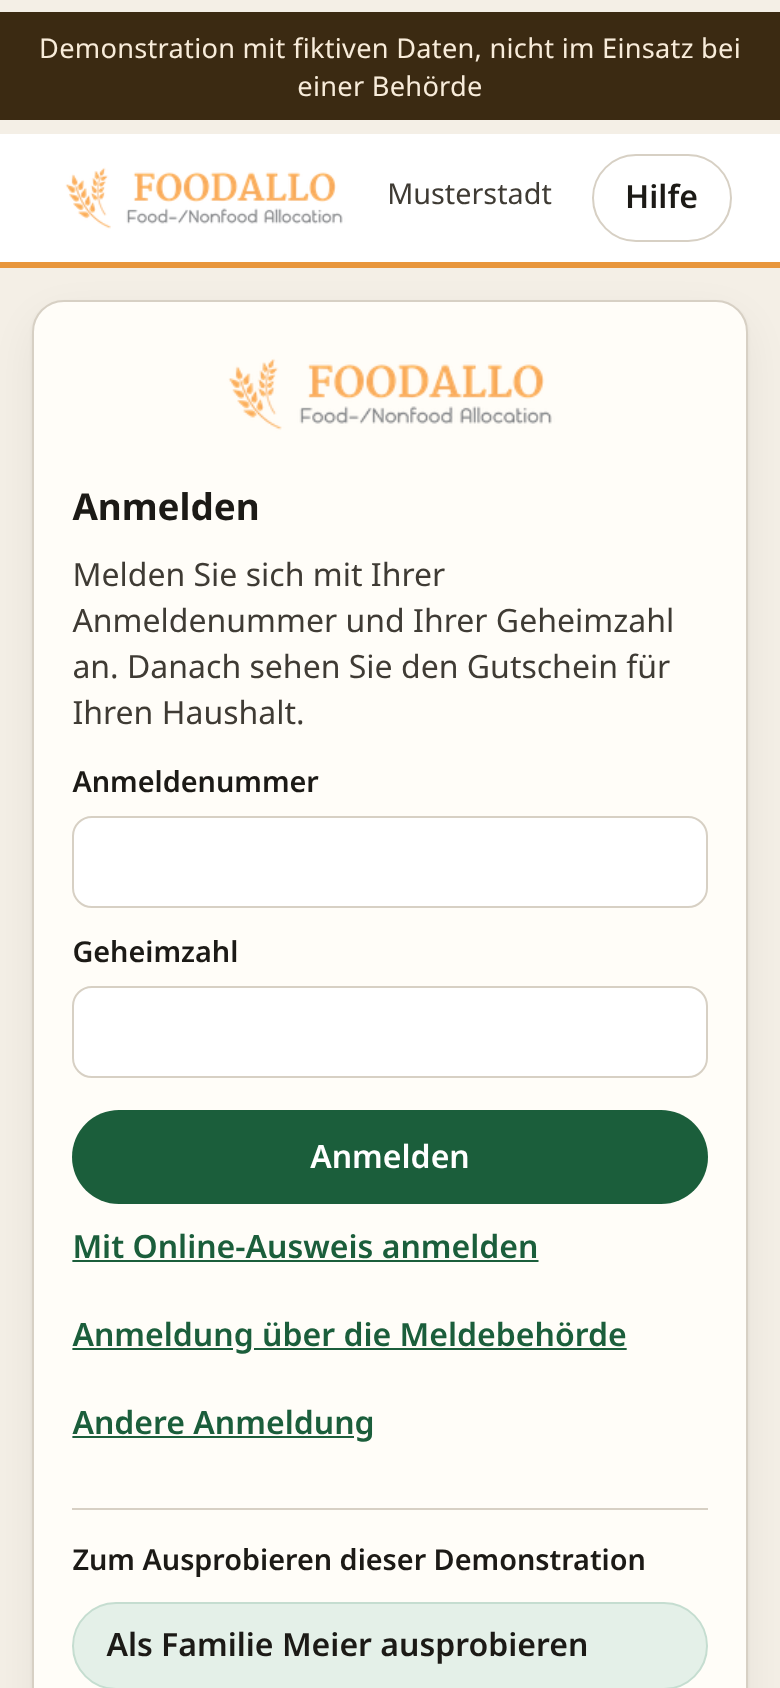 Demonstration mit fiktiven Daten, nicht im Einsatz bei
einer Behörde
FOODALLO
Food-/Nonfood Allocation
Musterstadt
Hilfe
FOODALLO
Food-/Nonfood Allocation
Anmelden
Melden Sie sich mit Ihrer
Anmeldenummer und Ihrer Geheimzahl
an. Danach sehen Sie den Gutschein für
Ihren Haushalt.
Anmeldenummer
Geheimzahl
Anmelden
Mit Online-Ausweis anmelden
Anmeldung über die Meldebehörde
Andere Anmeldung
Zum Ausprobieren dieser Demonstration
Als Familie Meier ausprobieren